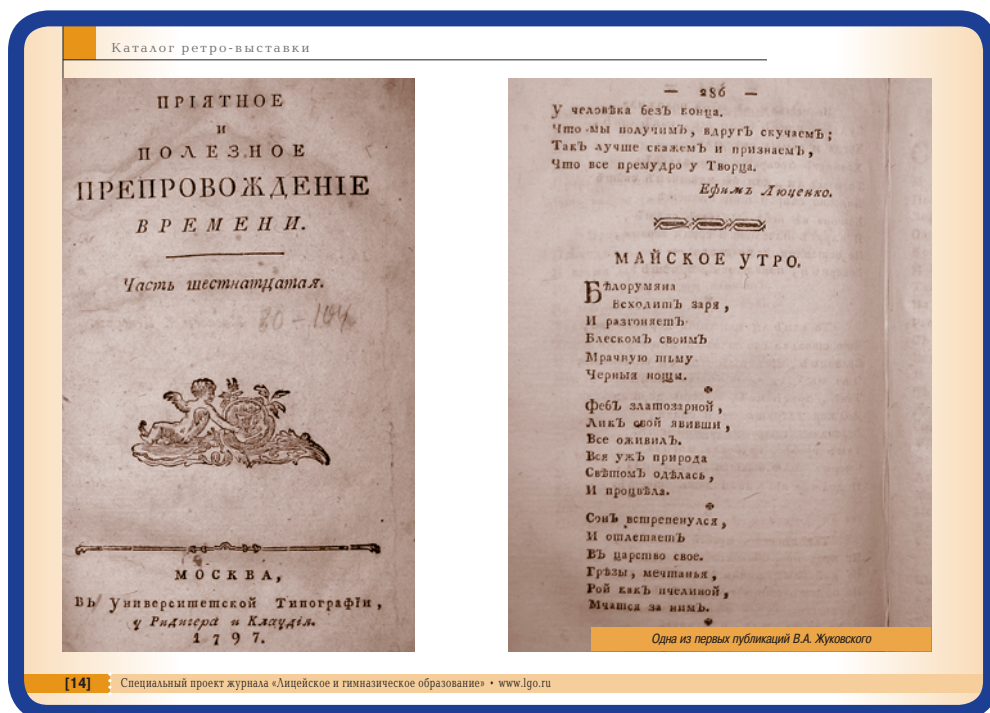 Каталог ретро-выставки
ПРІЯТНОЕ
И
ПОЛЕЗНОЕ
ПРЕПРОВОЖДЕНІЕ
ВРЕМЕНИ.
Часть шестнатцатая.
80-104
МОСКВА,
ВЪ Университетской Типографіи,
у Ридигера и Клаудія.
1797.
— 286 —
У человѣка безЪ конца.
Что мы получимЪ, вдругЪ скучаемЪ;
ТакЪ лучше скажемЪ и признаемЪ,
Что все премудро у Творца.
Ефимъ Люценко.
МАЙСКОЕ УТРО.
Бѣлорумяна
ВсходитЪ заря,
И разгоняетЪ
БлескомЪ своимЪ
Мрачную тьму
Черныя нощи.
ФебЪ златозарной,
ЛикЪ свой явивши,
Все оживилЪ.
Вся ужЪ природа
СвѣтомЪ одѣлась,
И процвѣла.
СонЪ встрепенулся,
И отлетаетЪ
ВЪ царство свое.
Грѣзы, мечтанья,
Рой какЪ пчелиной,
Мчатся за нимЪ.
Одна из первых публикаций В.А. Жуковского
[14] Специальный проект журнала «Лицейское и гимназическое образование» • www.lgo.ru